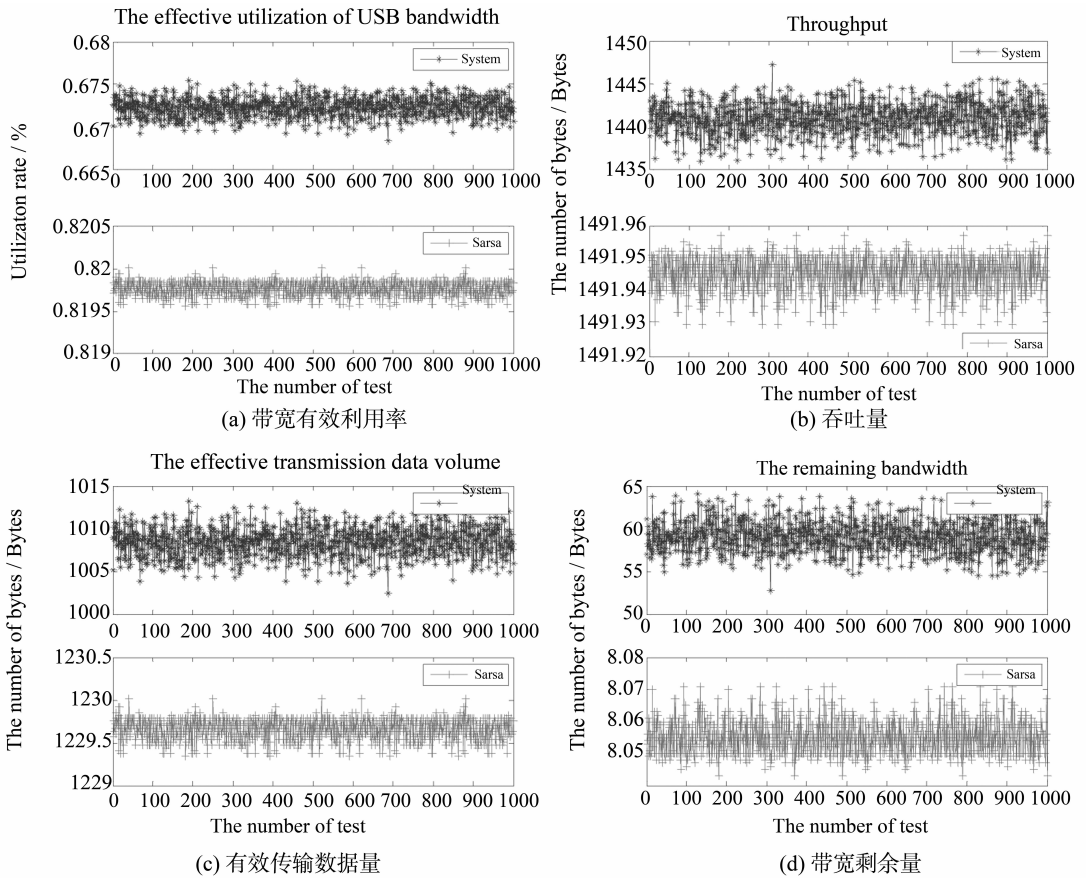 The effective utilization of USB bandwidth
Utilizaton rate / %
0.68
0.675
0.67
0.665
System
0 100 200 300 400 500 600 700 800 900 1000
0.8205
0.82
0.8195
0.819
Sarsa
0 100 200 300 400 500 600 700 800 900 1000
The number of test
(a) 带宽有效利用率
Throughput
The number of bytes / Bytes
1450
1445
1440
1435
System
0 100 200 300 400 500 600 700 800 900 1000
1491.96
1491.95
1491.94
1491.93
1491.92
Sarsa
0 100 200 300 400 500 600 700 800 900 1000
The number of test
(b) 吞吐量
The effective transmission data volume
The number of bytes / Bytes
1015
1010
1005
1000
System
0 100 200 300 400 500 600 700 800 900 1000
1230.5
1230
1229.5
1229
Sarsa
0 100 200 300 400 500 600 700 800 900 1000
The number of test
(c) 有效传输数据量
The remaining bandwidth
The number of bytes / Bytes
65
60
55
50
System
0 100 200 300 400 500 600 700 800 900 1000
8.08
8.07
8.06
8.05
Sarsa
0 100 200 300 400 500 600 700 800 900 1000
The number of test
(d) 带宽剩余量